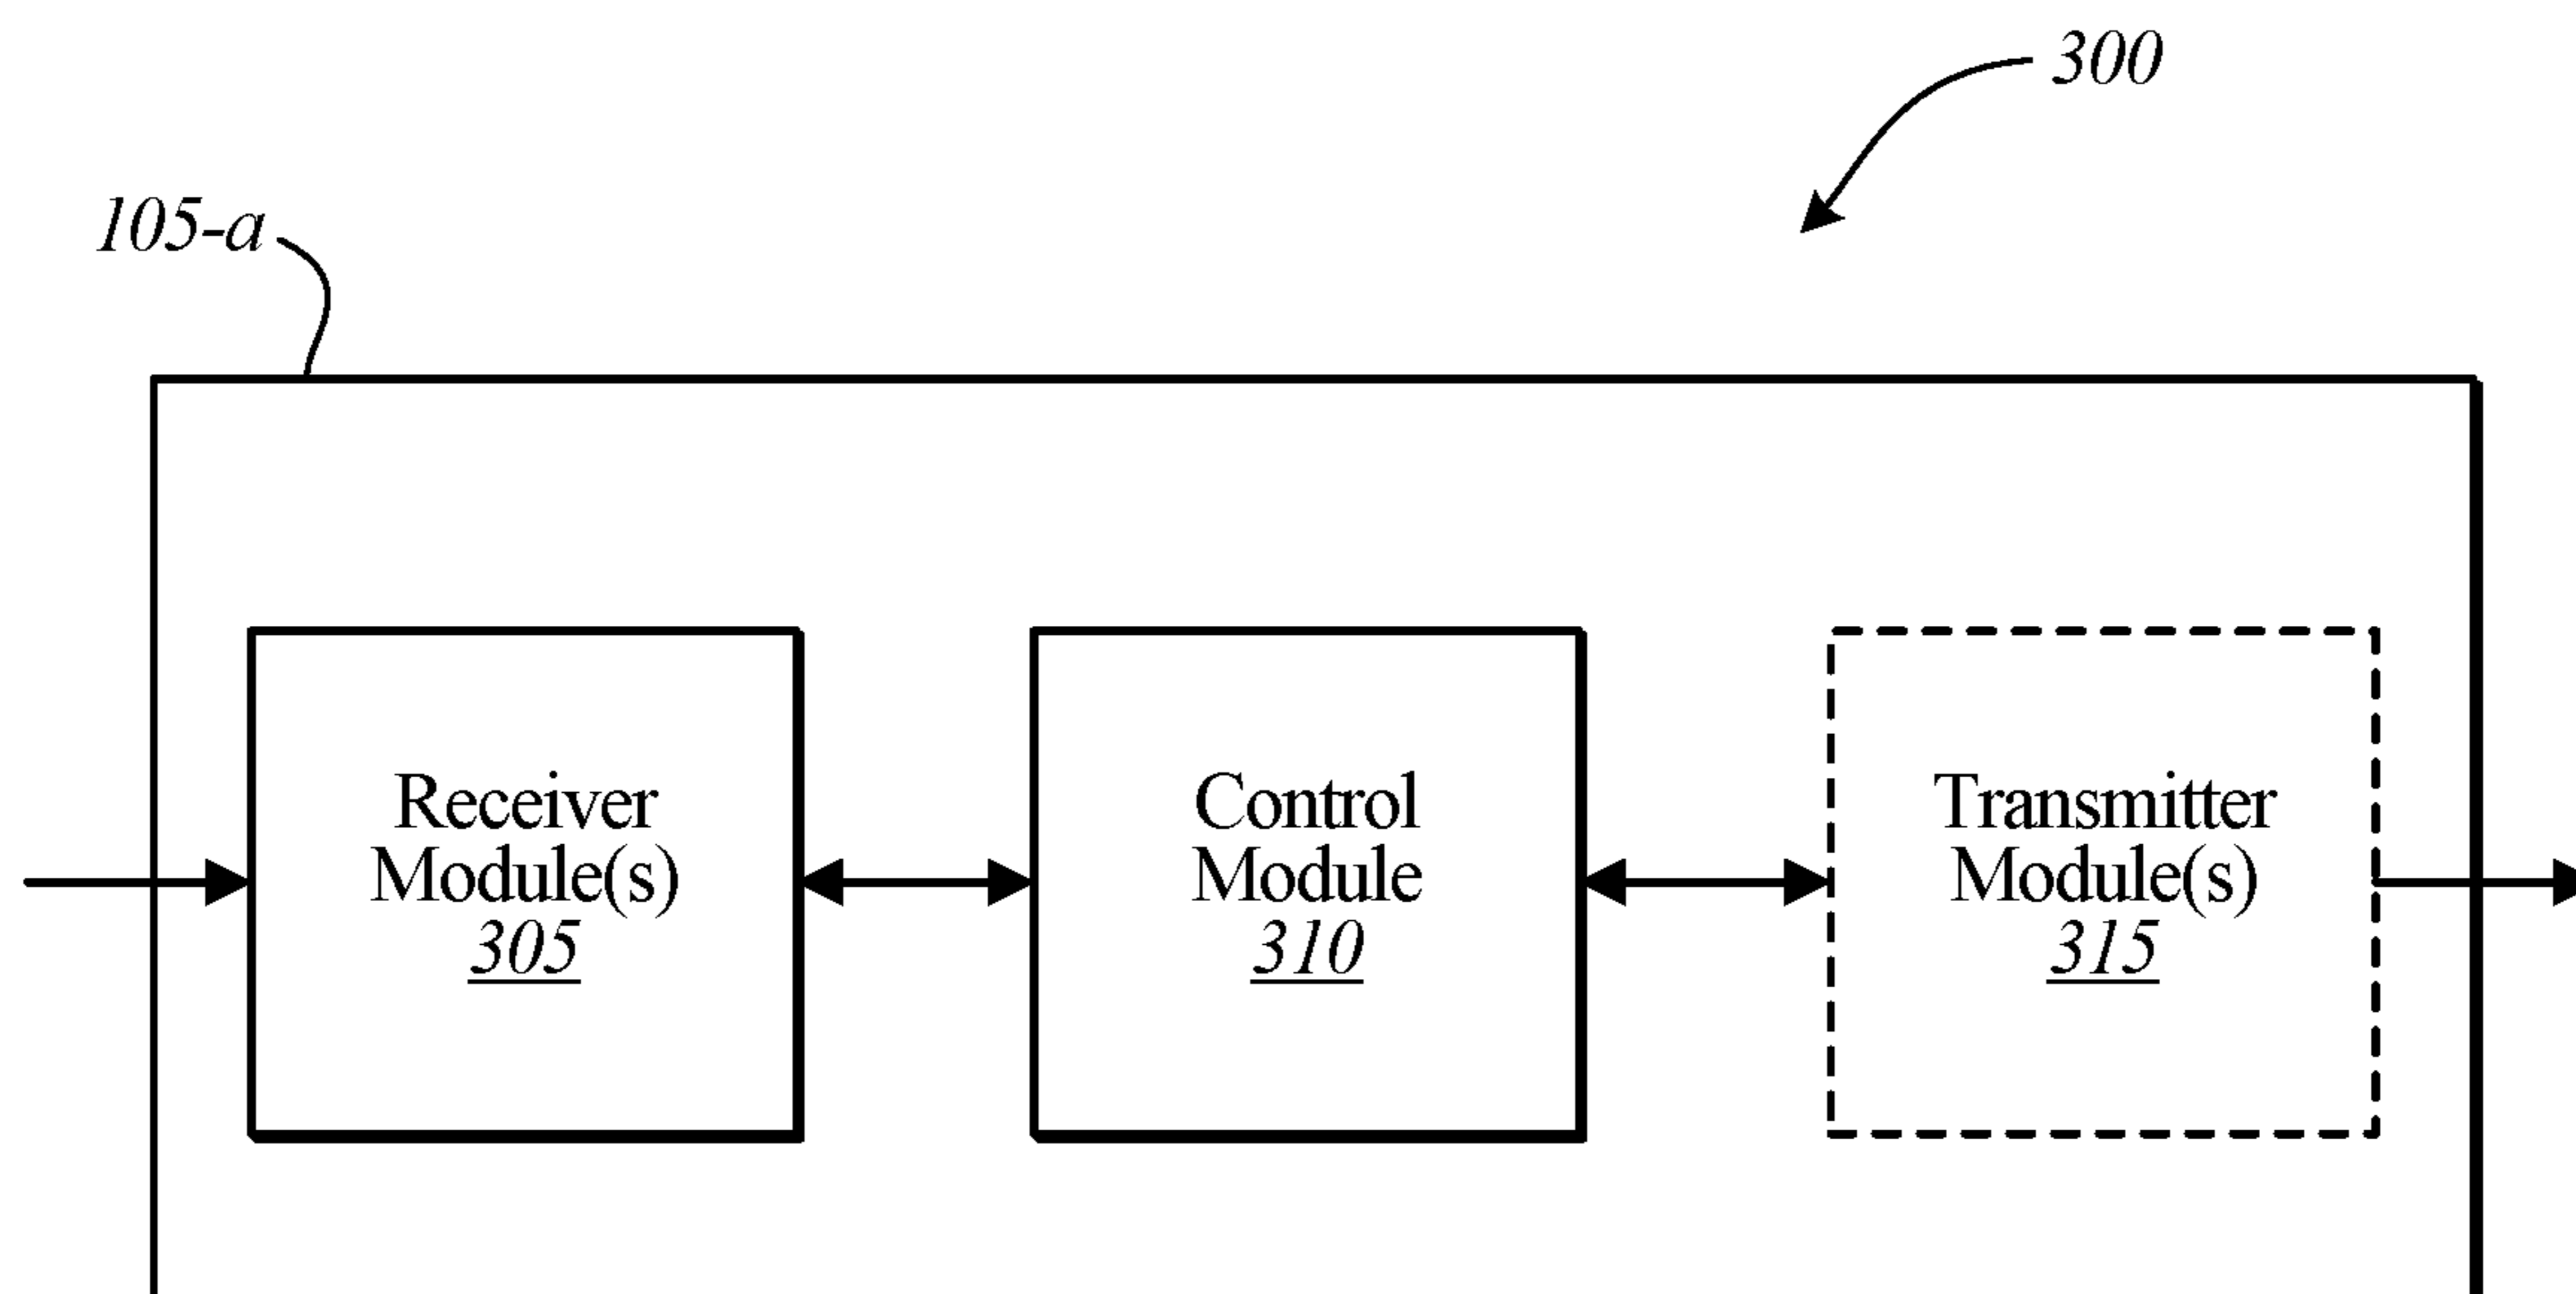 300
105-a
Receiver
Module(s)
305
Control
Module
310
Transmitter
Module(s)
315